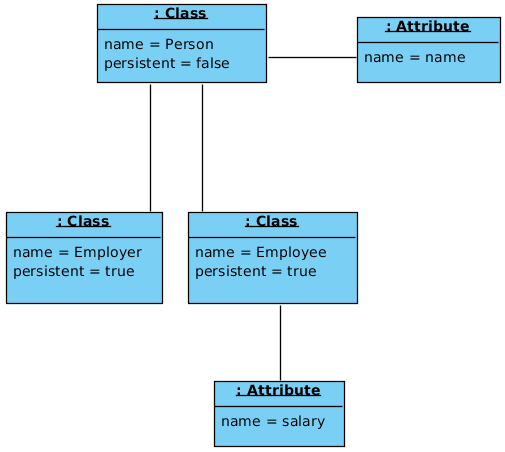 : Class
name = Person
persistent = false
: Attribute
name = name
: Class
name = Employer
persistent = true
: Class
name = Employee
persistent = true
: Attribute
name = salary